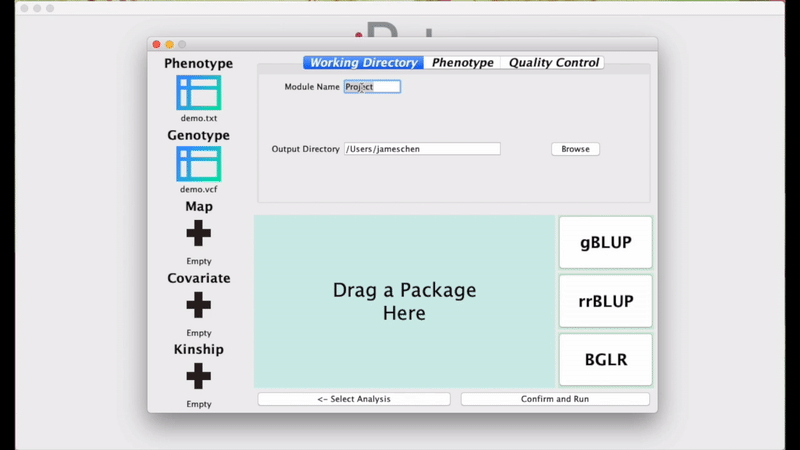 Phenotype
demo.txt
Genotype
demo.vcf
Map
Empty
Covariate
Empty
Kinship
Empty
Working Directory Phenotype Quality Control
Module Name Project
Output Directory /Users/jameschen Browse
Drag a Package
Here
gBLUP
rrBLUP
BGLR
<- Select Analysis Confirm and Run